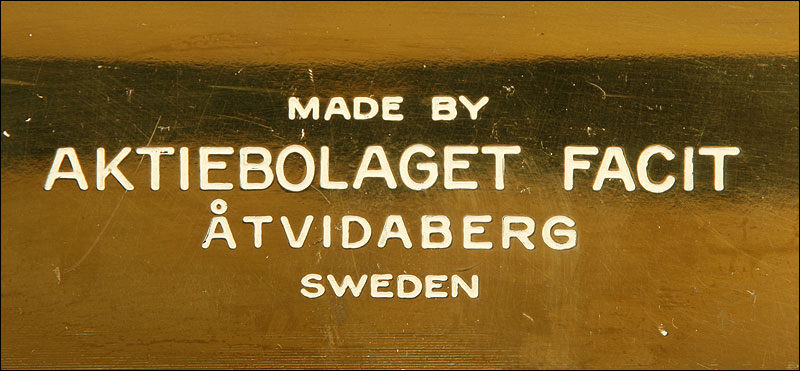 MADE BY
AKTIEBOLAGET FACIT
ÅTVIDABERG
SWEDEN